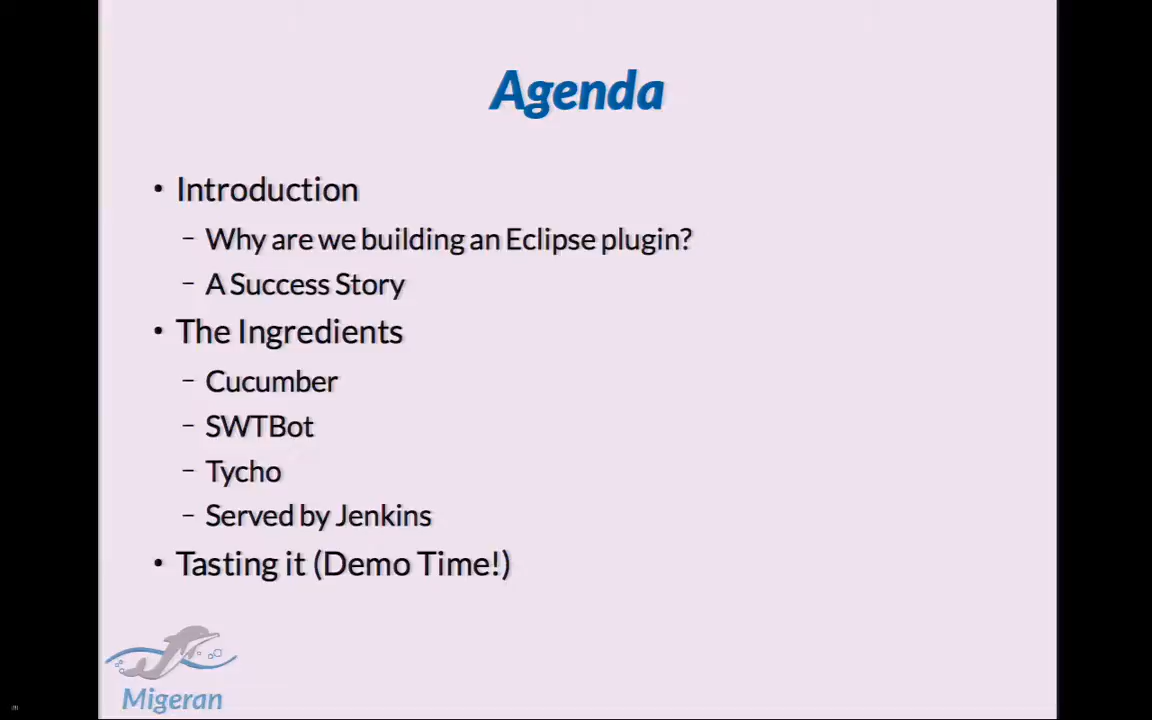 Agenda
• Introduction
– Why are we building an Eclipse plugin?
– A Success Story
• The Ingredients
– Cucumber
– SWTBot
– Tycho
– Served by Jenkins
• Tasting it (Demo Time!)
Migeran